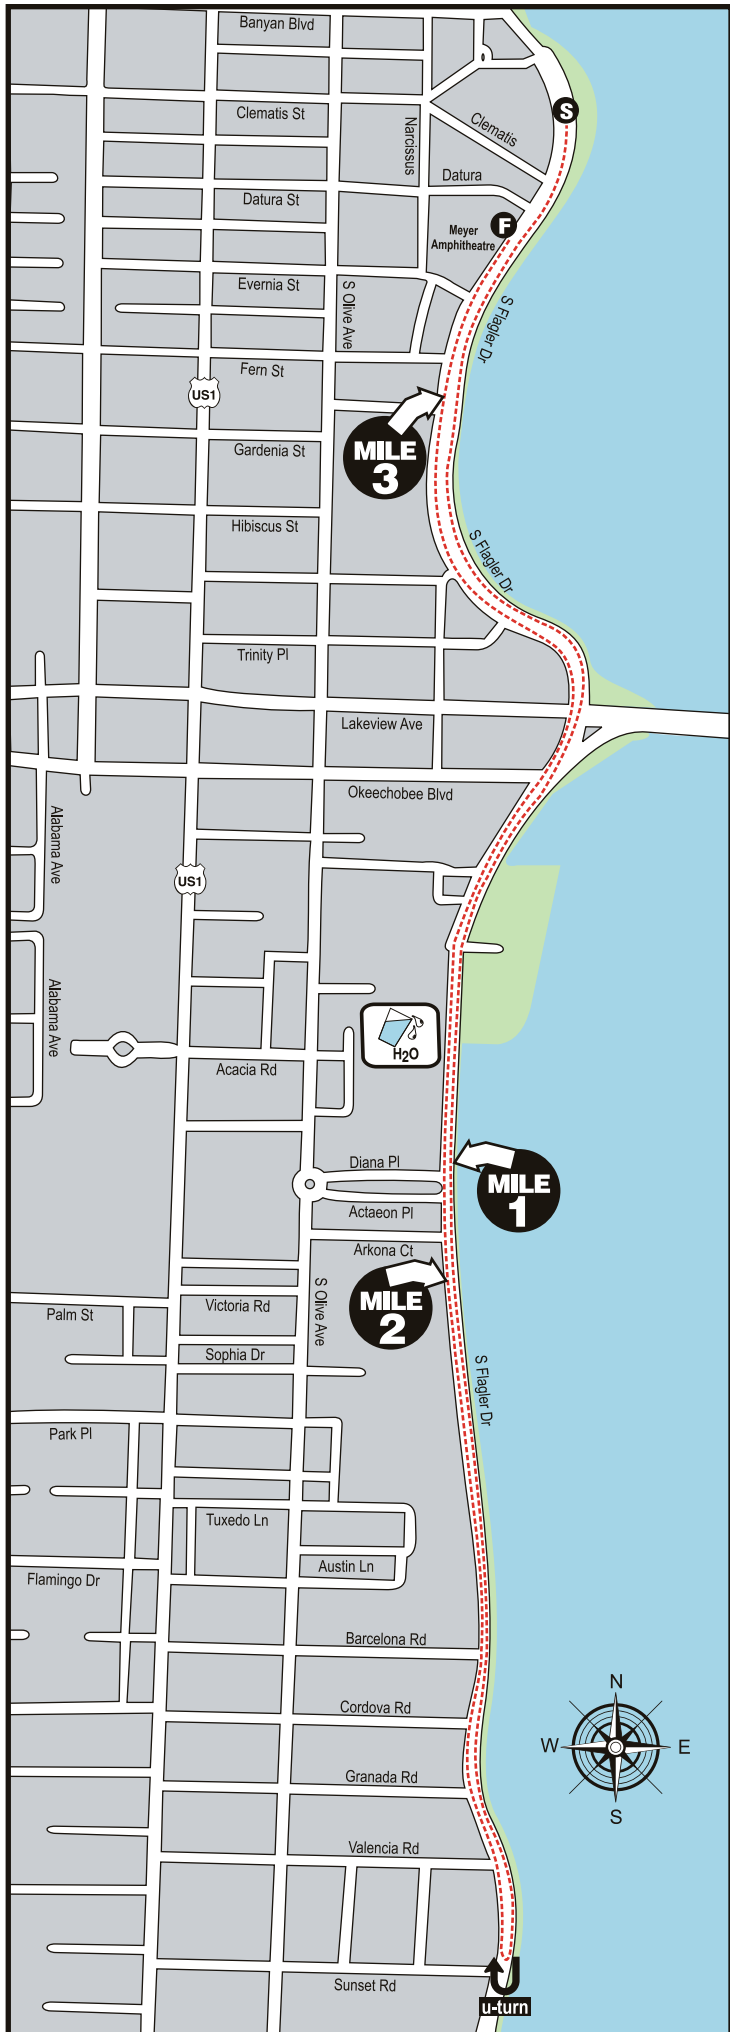 Banyan Blvd
Clematis St
Narcissus
Clematis
S
Datura
Datura St
F
Meyer
Amphitheatre
Evernia St
S Olive Ave
S Flagler Dr
Fern St
US1
MILE
3
Gardenia St
Hibiscus St
S Flagler Dr
Trinity Pl
Lakeview Ave
Okeechobee Blvd
Alabama Ave
US1
Alabama Ave
H2O
Acacia Rd
Diana Pl
MILE
1
Actaeon Pl
Arkona Ct
S Olive Ave
MILE
2
Victoria Rd
Palm St
Sophia Dr
S Flagler Dr
Park Pl
Tuxedo Ln
Austin Ln
Flamingo Dr
Barcelona Rd
Cordova Rd
N
W
E
S
Granada Rd
Valencia Rd
Sunset Rd
u-turn